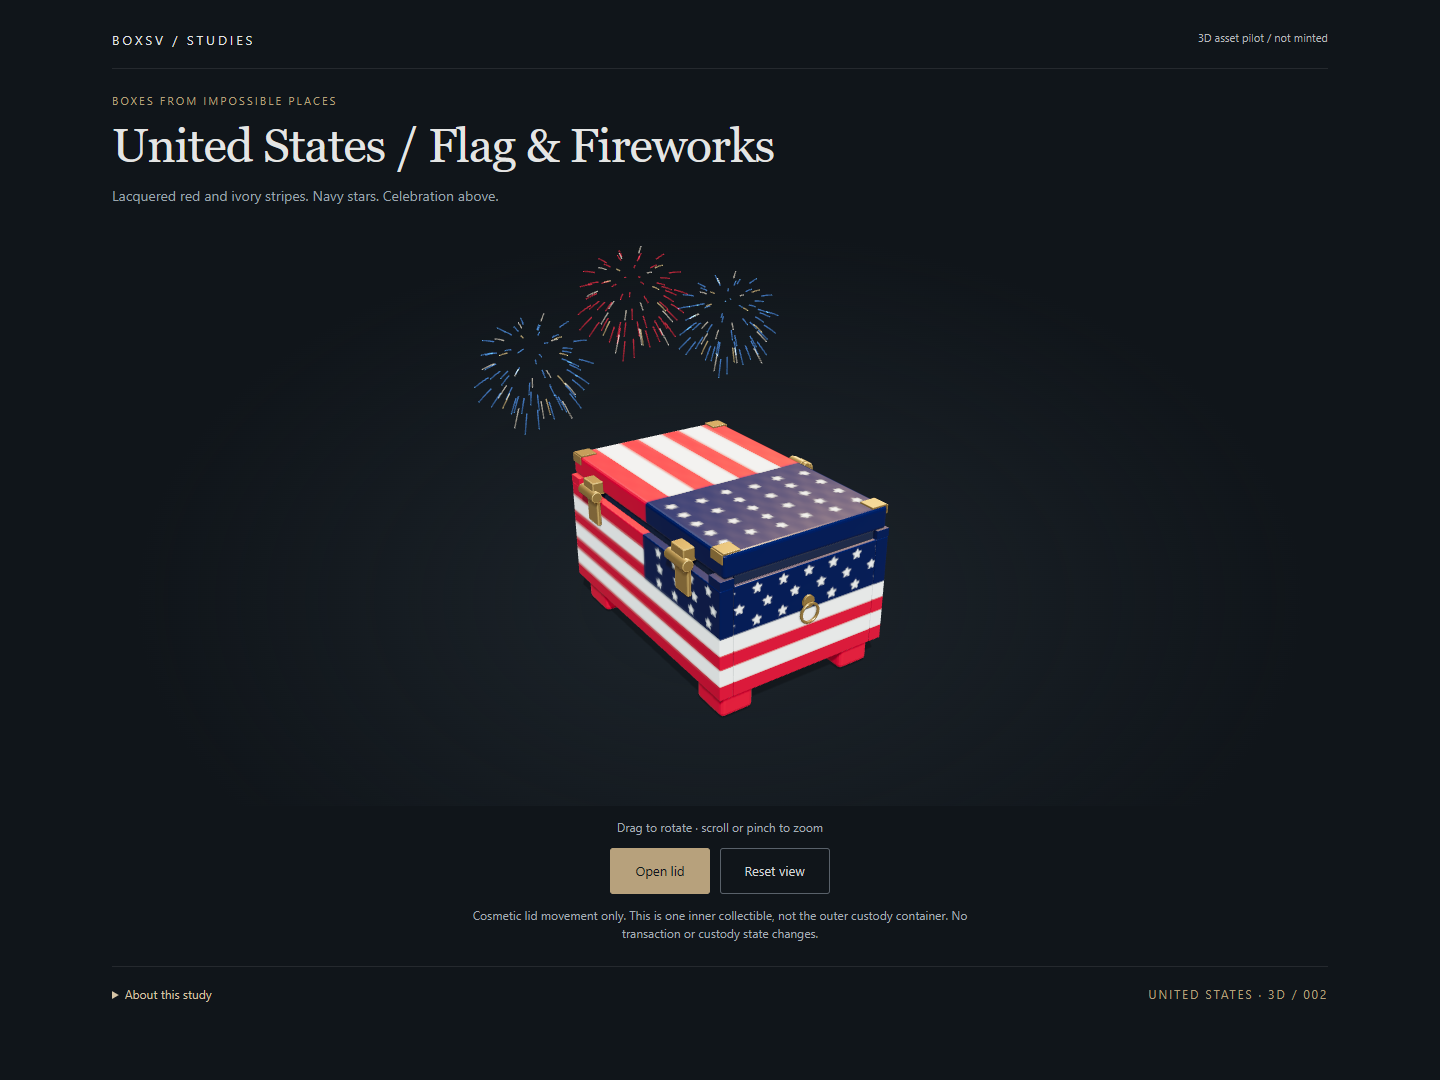 BOXSV / STUDIES
3D asset pilot / not minted
BOXES FROM IMPOSSIBLE PLACES
United States / Flag & Fireworks
Lacquered red and ivory stripes. Navy stars. Celebration above.
Drag to rotate · scroll or pinch to zoom
Open lid
Reset view
Cosmetic lid movement only. This is one inner collectible, not the outer custody container. No
transaction or custody state changes.
About this study
UNITED STATES · 3D / 002